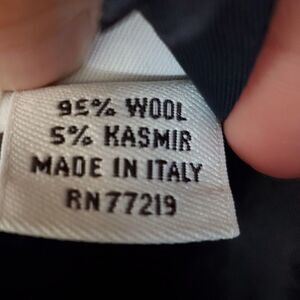 95% WOOL
5% KASMIR
MADE IN ITALY
RN77219